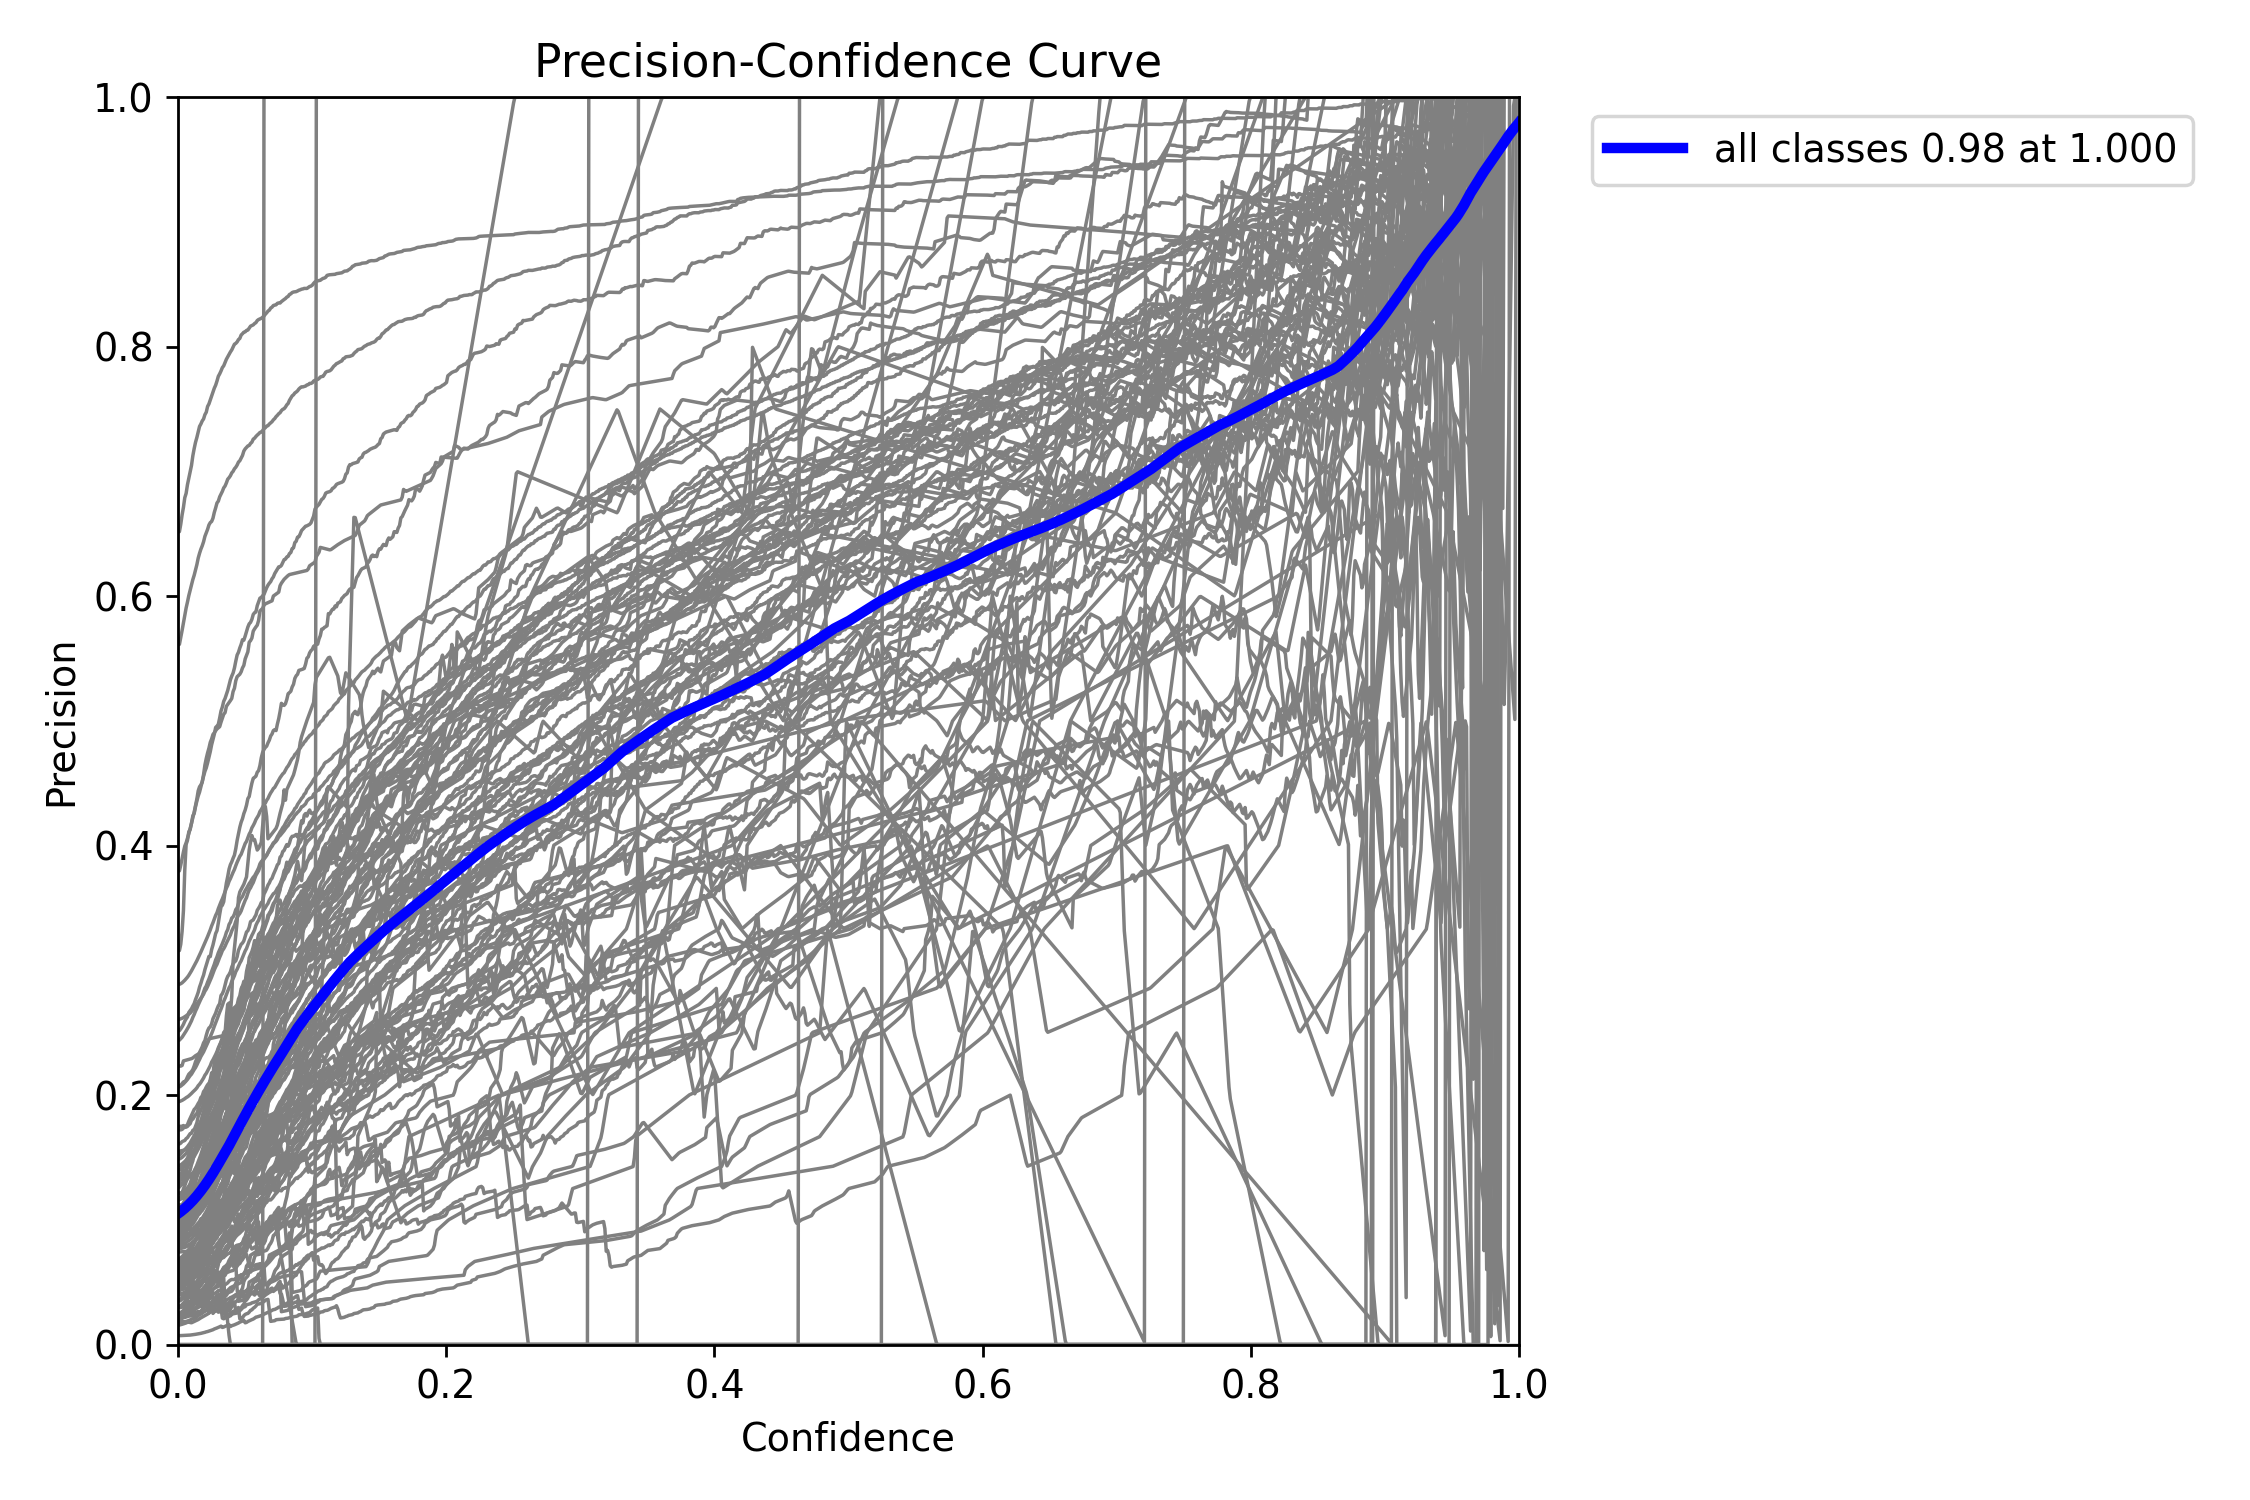 Precision-Confidence Curve
all classes 0.98 at 1.000
Precision
1.0
0.8
0.6
0.4
0.2
0.0
0.0 0.2 0.4 0.6 0.8 1.0
Confidence